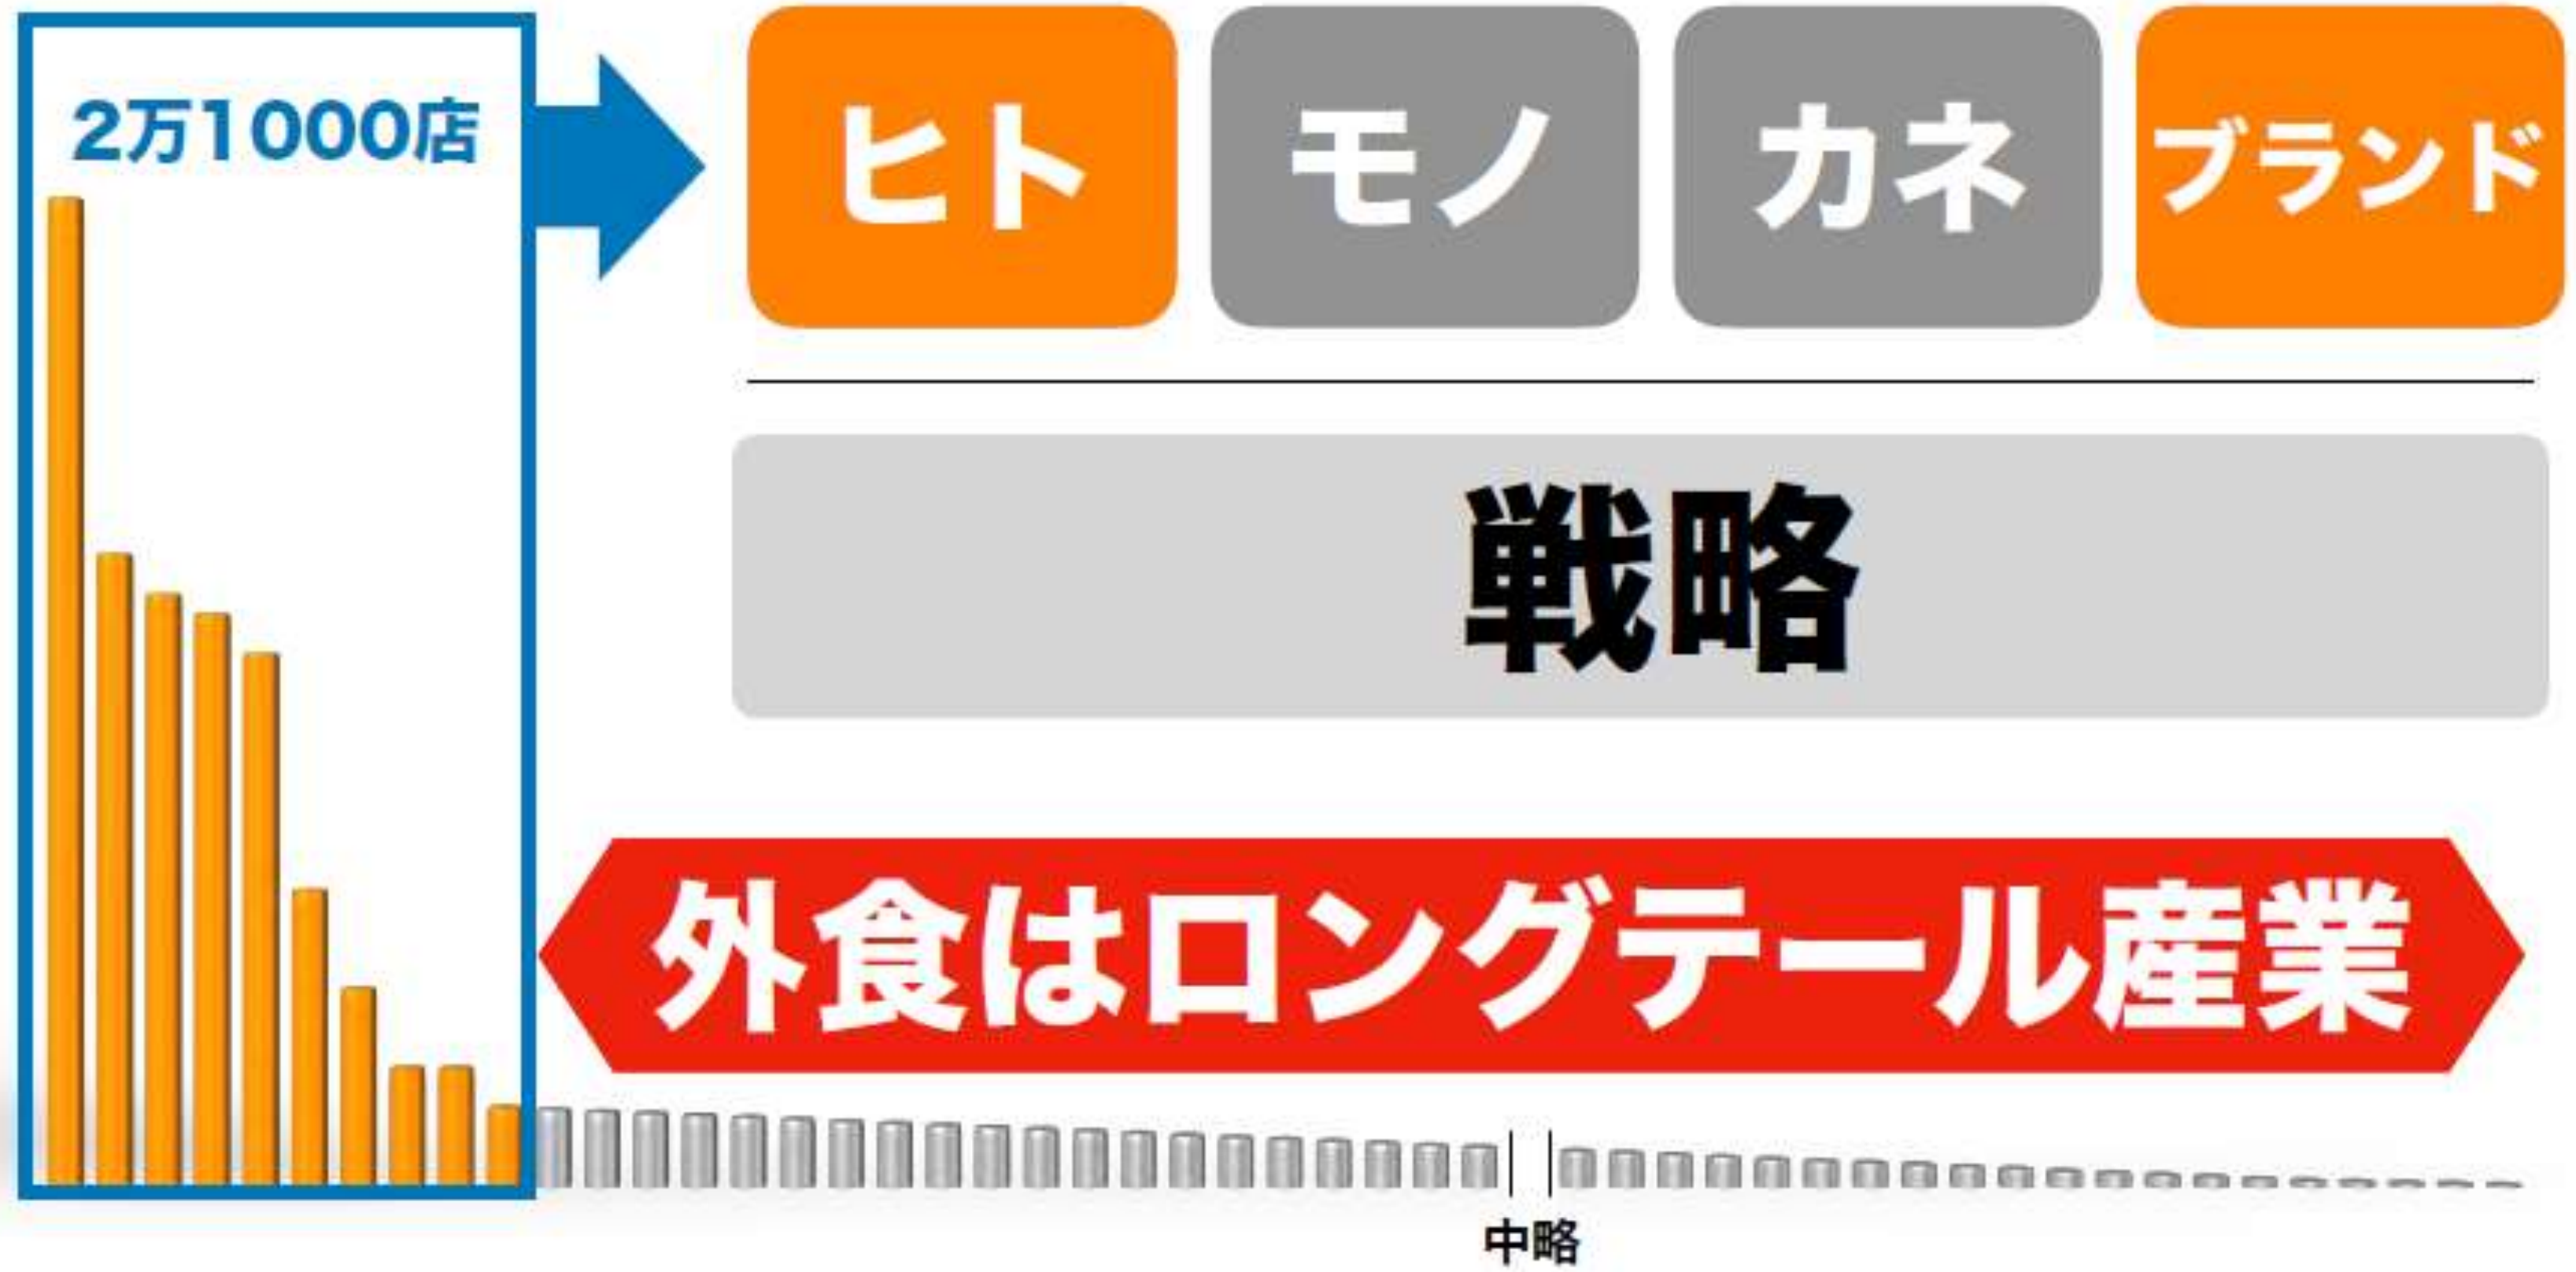 2万1000店
ヒト
モノ
カネ
ブランド
戦略
外食はロングテール産業
中略